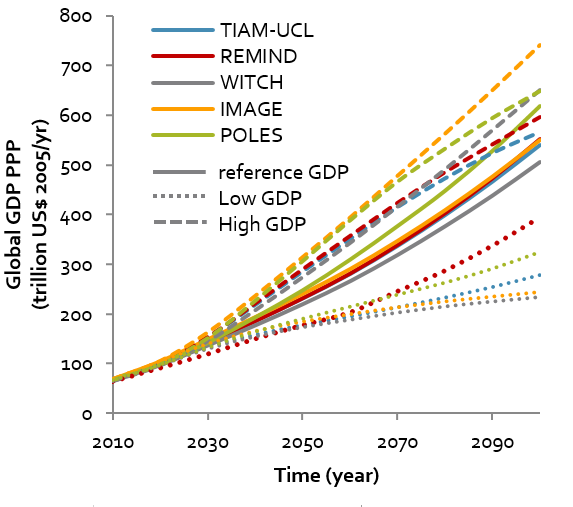 800
700
600
500
400
300
200
100
0
Global GDP PPP
(trillion US$ 2005/yr)
TIAM-UCL
REMIND
WITCH
IMAGE
POLES
reference GDP
Low GDP
High GDP
2010 2030 2050 2070 2090
Time (year)